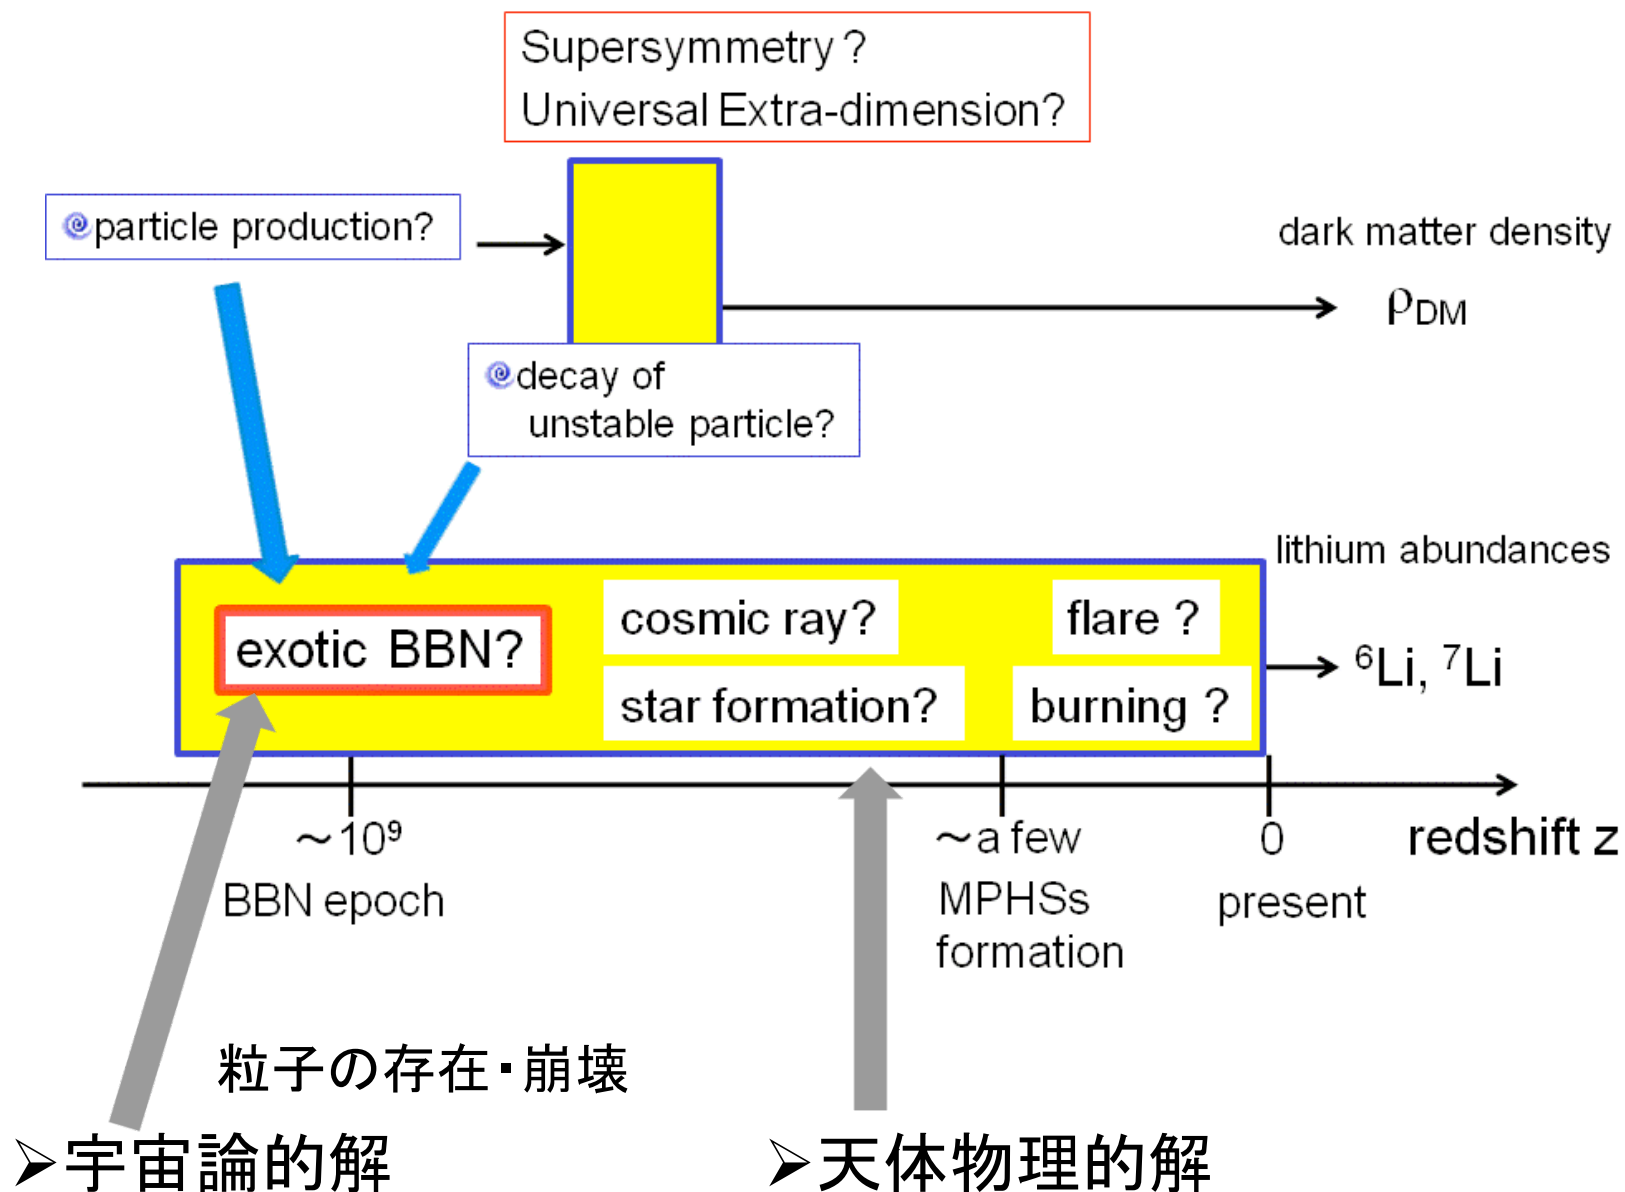 Supersymmetry ?
Universal Extra-dimension?
particle production?
dark matter density
ρDM
decay of
unstable particle?
lithium abundances
exotic BBN?
cosmic ray?
flare ?
star formation?
burning ?
⁶Li, ⁷Li
～10⁹
～a few
0
redshift z
BBN epoch
MPHSs
formation
present
粒子の存在・崩壊
➢宇宙論的解
➢天体物理的解